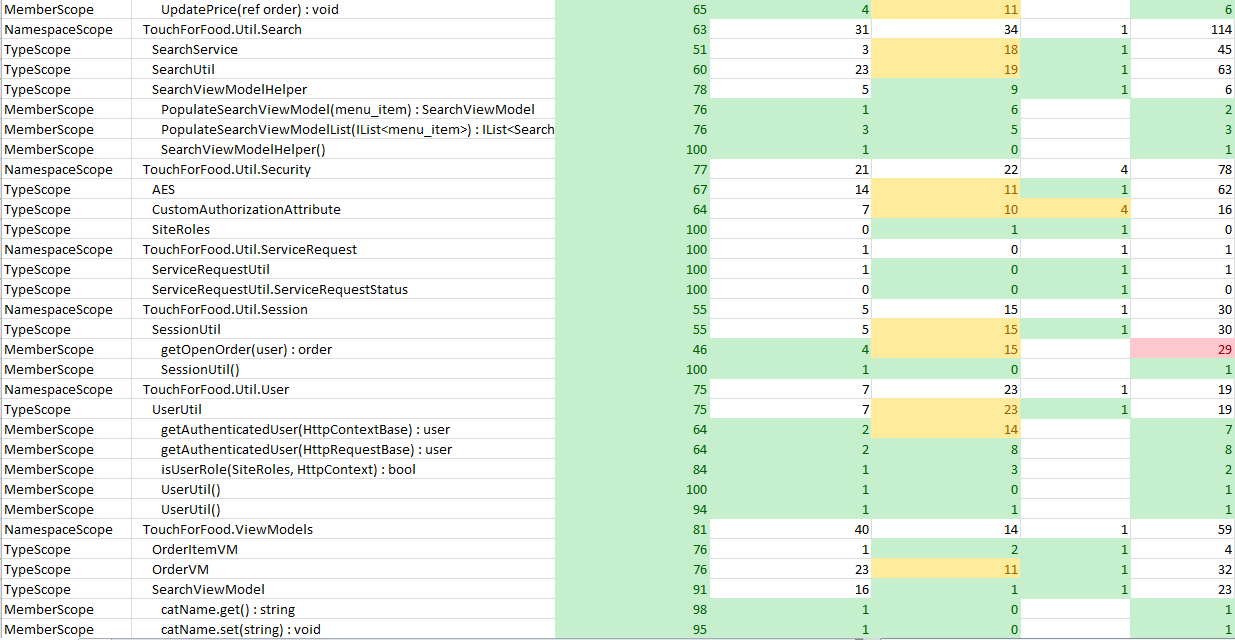 MemberScope UpdatePrice(ref order) : void 65 4 11 6
NamespaceScope TouchForFood.Util.Search 63 31 34 1 114
TypeScope SearchService 51 3 18 1 45
TypeScope SearchUtil 60 23 19 1 63
TypeScope SearchViewModelHelper 78 5 9 1 6
MemberScope PopulateSearchViewModel(menu_item) : SearchViewModel 76 1 6 2
MemberScope PopulateSearchViewModelList(IList<menu_item>) : IList<Search 76 3 5 3
MemberScope SearchViewModelHelper() 100 1 0 1
NamespaceScope TouchForFood.Util.Security 77 21 22 4 78
TypeScope AES 67 14 11 1 62
TypeScope CustomAuthorizationAttribute 64 7 10 4 16
TypeScope SiteRoles 100 0 1 1 0
NamespaceScope TouchForFood.Util.ServiceRequest 100 1 0 1 1
TypeScope ServiceRequestUtil 100 1 0 1 1
TypeScope ServiceRequestUtil.ServiceRequestStatus 100 0 0 1 0
NamespaceScope TouchForFood.Util.Session 55 5 15 1 30
TypeScope SessionUtil 55 5 15 1 30
MemberScope getOpenOrder(user) : order 46 4 15 29
MemberScope SessionUtil() 100 1 0 1
NamespaceScope TouchForFood.Util.User 75 7 23 1 19
TypeScope UserUtil 75 7 23 1 19
MemberScope getAuthenticatedUser(HttpContextBase) : user 64 2 14 7
MemberScope getAuthenticatedUser(HttpRequestBase) : user 64 2 8 8
MemberScope isUserRole(SiteRoles, HttpContext) : bool 84 1 3 2
MemberScope UserUtil() 100 1 0 1
MemberScope UserUtil() 94 1 1 1
NamespaceScope TouchForFood.ViewModels 81 40 14 1 59
TypeScope OrderItemVM 76 1 2 1 4
TypeScope OrderVM 76 23 11 1 32
TypeScope SearchViewModel 91 16 1 1 23
MemberScope catName.get() : string 98 1 0 1
MemberScope catName.set(string) : void 95 1 0 1